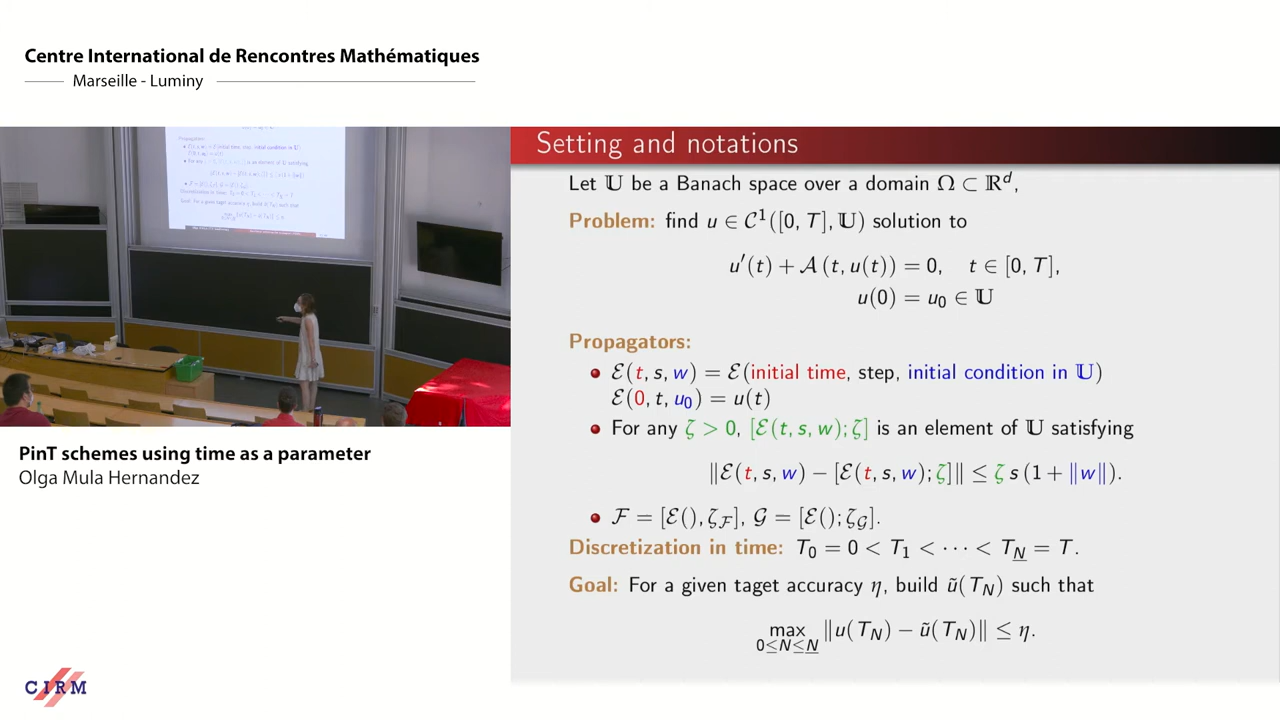 Centre International de Rencontres Mathématiques
Marseille - Luminy
PinT schemes using time as a parameter
Olga Mula Hernandez
CIRM
Setting and notations
Let 𝕌 be a Banach space over a domain Ω ⊂ ℝᵈ,
Problem: find u ∈ 𝒞¹([0, T], 𝕌) solution to
u′(t) + 𝒜 (t, u(t)) = 0, t ∈ [0, T],
u(0) = u₀ ∈ 𝕌
Propagators:
• ℰ(t, s, w) = ℰ(initial time, step, initial condition in 𝕌)
ℰ(0, t, u₀) = u(t)
• For any ζ > 0, [ℰ(t, s, w); ζ] is an element of 𝕌 satisfying
‖ℰ(t, s, w) − [ℰ(t, s, w); ζ]‖ ≤ ζ s (1 + ‖w‖).
• ℱ = [ℰ(), ζ_ℱ], 𝒢 = [ℰ(); ζ_𝒢].
Discretization in time: T₀ = 0 < T₁ < ⋯ < T_N̲ = T.
Goal: For a given taget accuracy η, build ũ(T_N) such that
max ‖u(T_N) − ũ(T_N)‖ ≤ η.
0≤N≤N̲